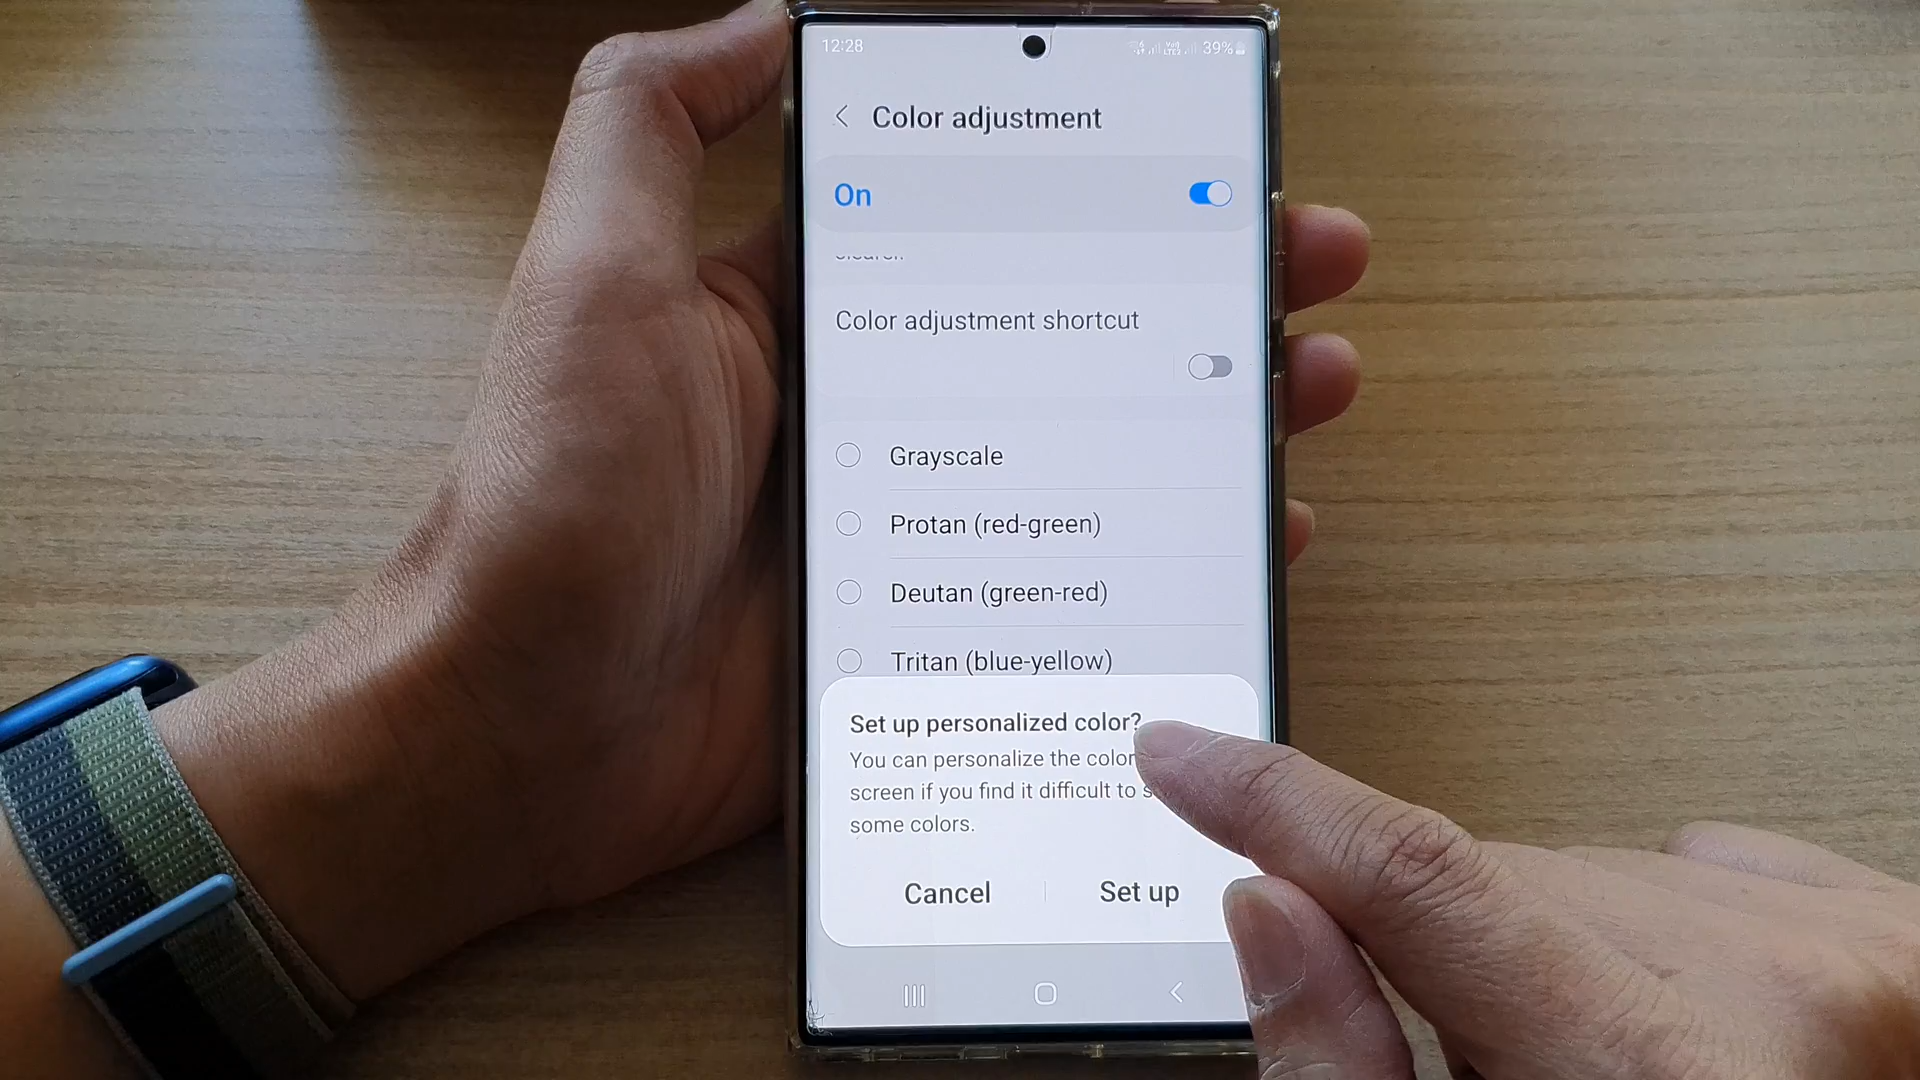 12:28
39%
Color adjustment
On
Color adjustment shortcut
Grayscale
Protan (red-green)
Deutan (green-red)
Tritan (blue-yellow)
Set up personalized color?
You can personalize the color
screen if you find it difficult to
some colors.
Cancel
Set up